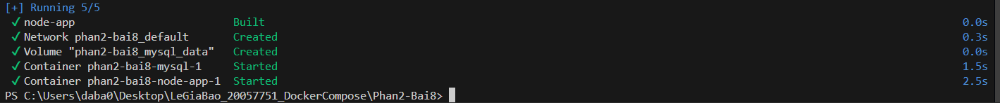 [+] Running 5/5
✔ node-app Built 0.0s
✔ Network phan2-bai8_default Created 0.3s
✔ Volume "phan2-bai8_mysql_data" Created 0.0s
✔ Container phan2-bai8-mysql-1 Started 1.5s
✔ Container phan2-bai8-node-app-1 Started 2.5s
PS C:\Users\daba0\Desktop\LeGiaBao_20057751_DockerCompose\Phan2-Bai8>